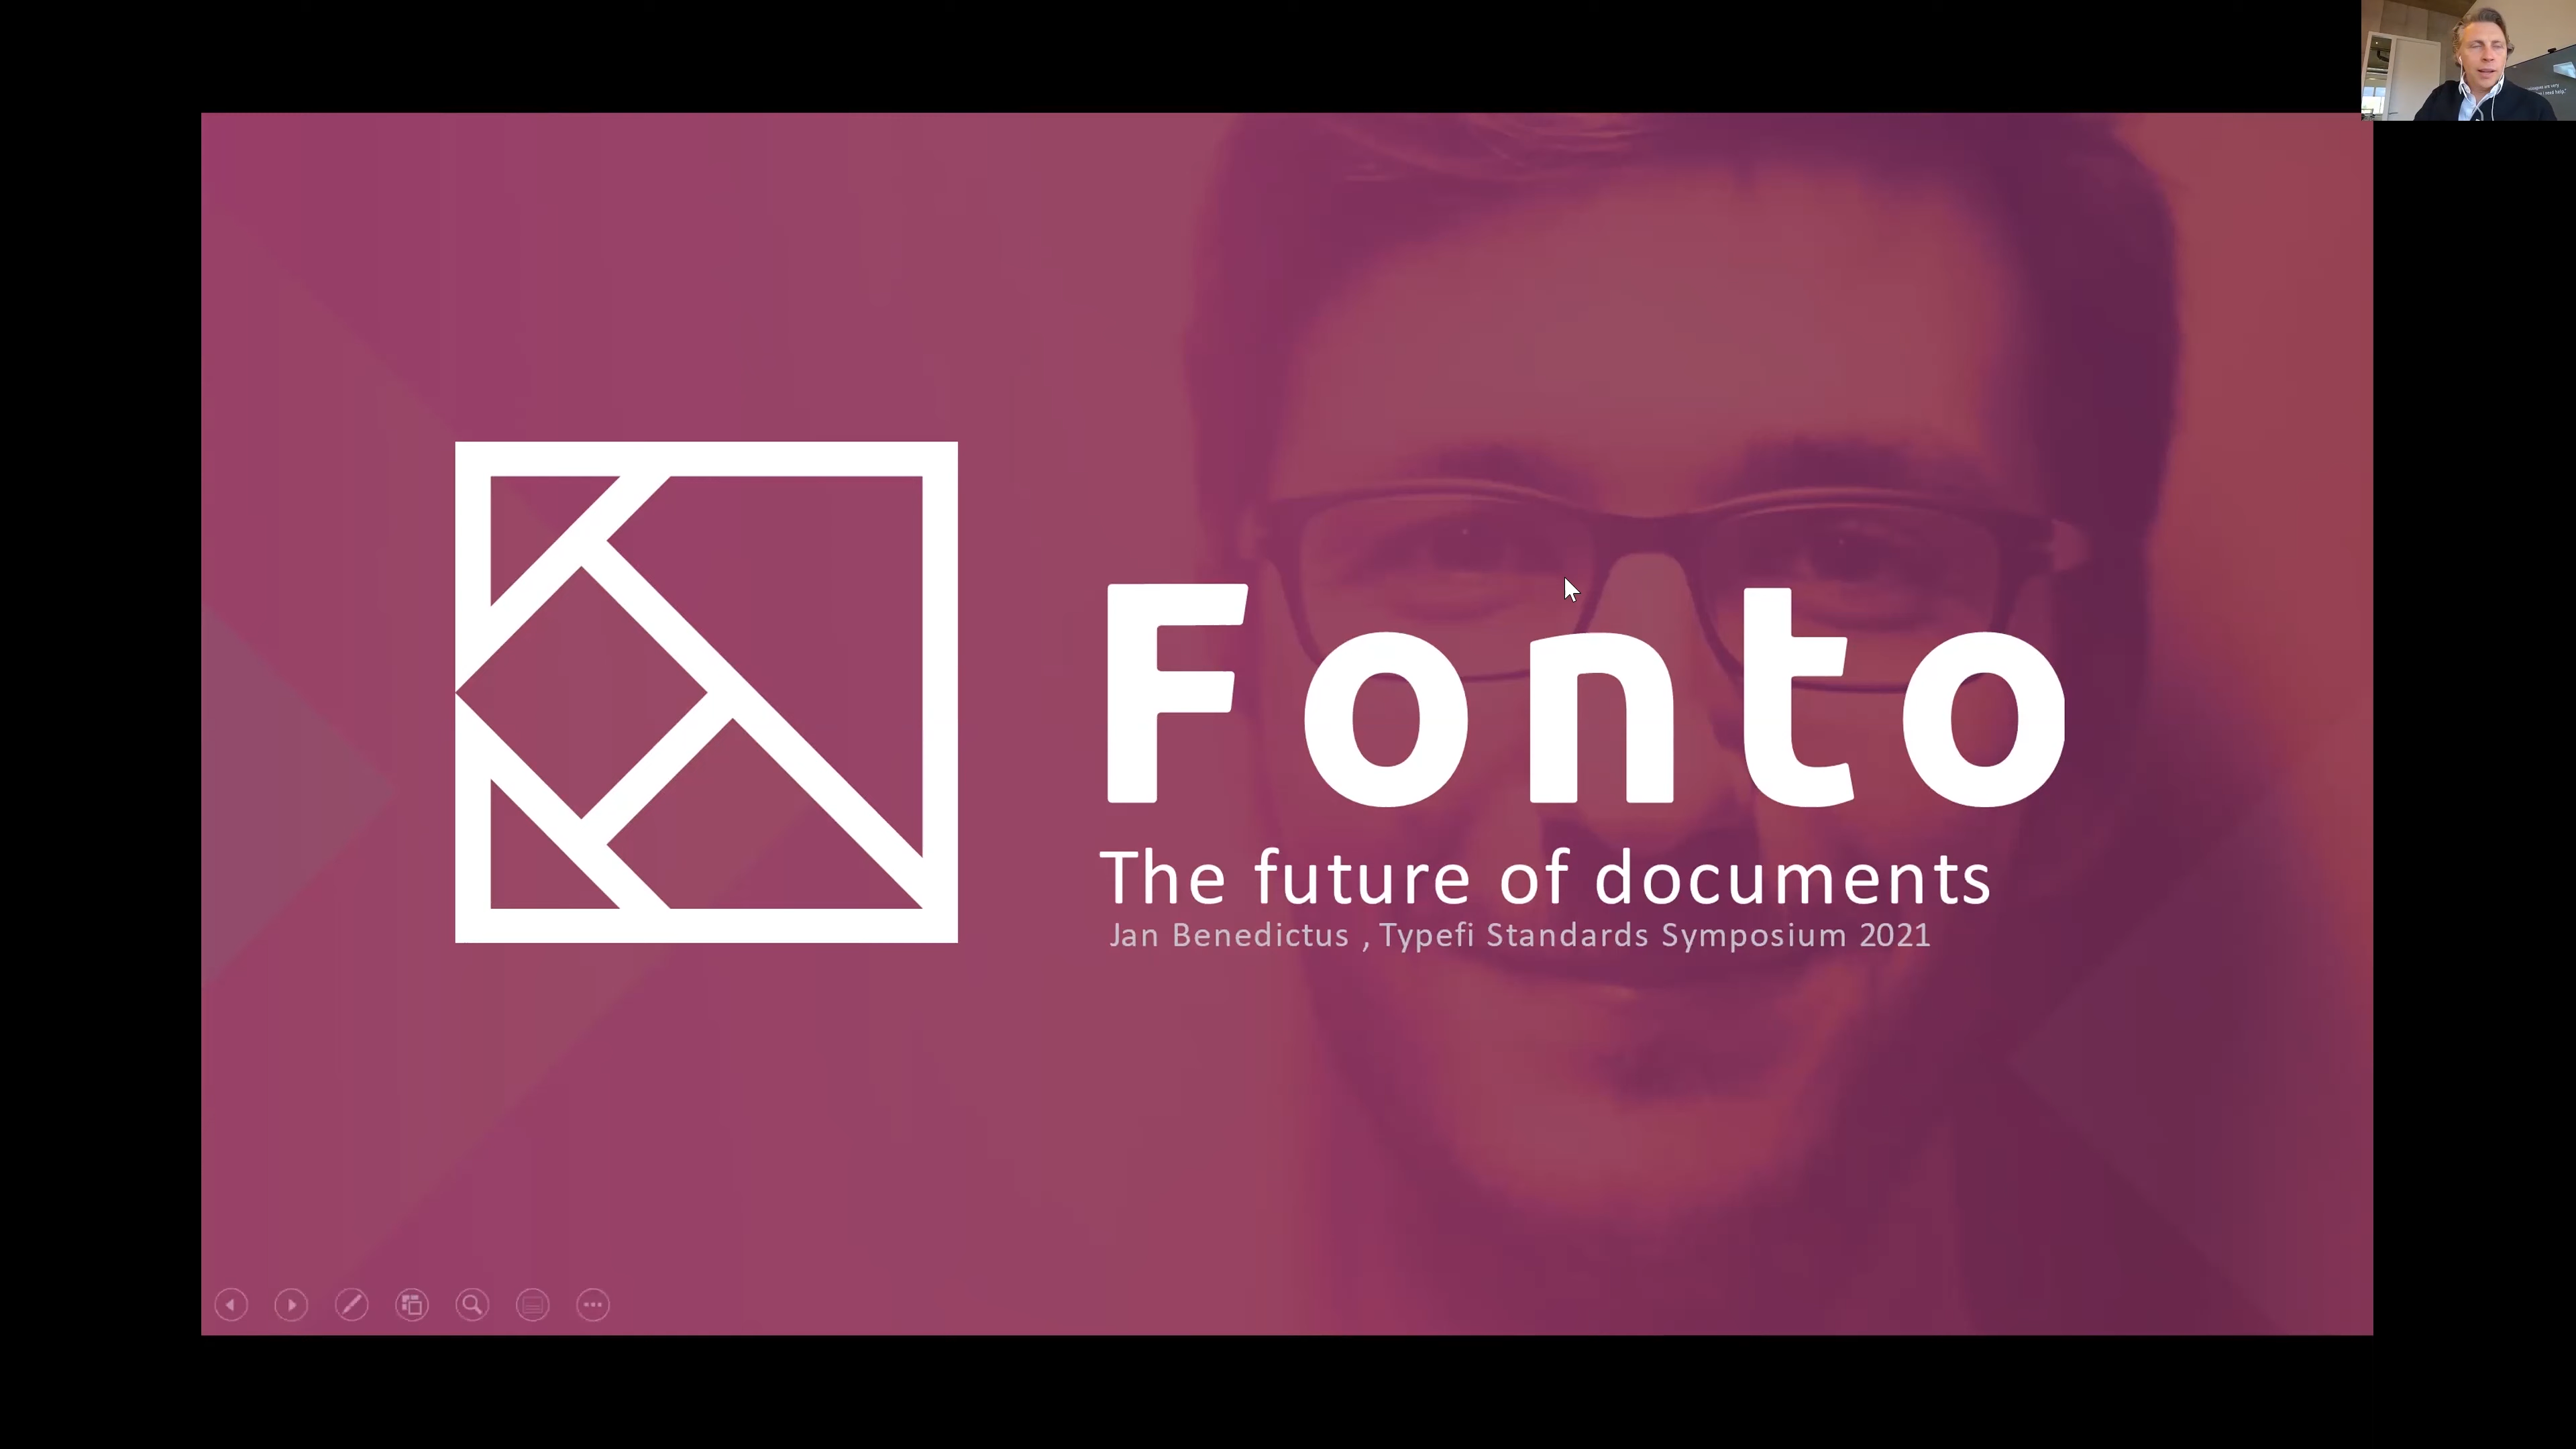 Fonto
The future of documents
Jan Benedictus , Typefi Standards Symposium 2021